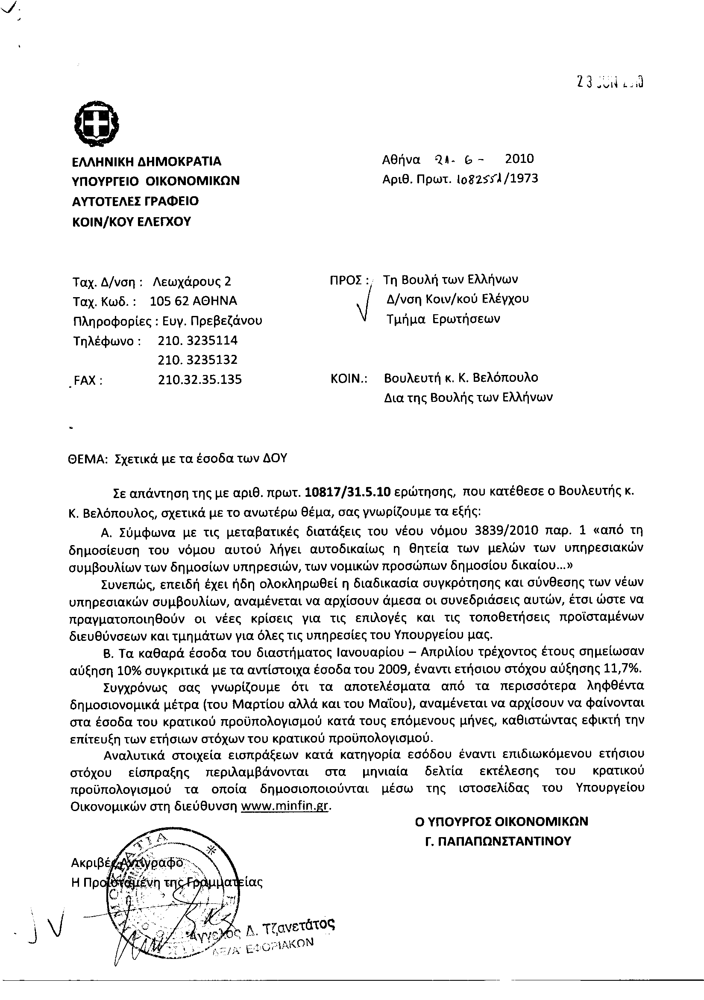 23 JUN
ΕΛΛΗΝΙΚΗ ΔΗΜΟΚΡΑΤΙΑ
ΥΠΟΥΡΓΕΙΟ ΟΙΚΟΝΟΜΙΚΩΝ
ΑΥΤΟΤΕΛΕΣ ΓΡΑΦΕΙΟ
ΚΟΙΝ/ΚΟΥ ΕΛΕΓΧΟΥ
Αθήνα 21- 6 - 2010
Αριθ. Πρωτ. 1082551/1973
Ταχ. Δ/νση : Λεωχάρους 2
Ταχ. Κωδ. : 105 62 ΑΘΗΝΑ
Πληροφορίες : Ευγ. Πρεβεζάνου
Τηλέφωνο : 210. 3235114
210. 3235132
FAX : 210.32.35.135
ΠΡΟΣ : Τη Βουλή των Ελλήνων
Δ/νση Κοιν/κού Ελέγχου
Τμήμα Ερωτήσεων
ΚΟΙΝ.: Βουλευτή κ. Κ. Βελόπουλο
Δια της Βουλής των Ελλήνων
ΘΕΜΑ: Σχετικά με τα έσοδα των ΔΟΥ
Σε απάντηση της με αριθ. πρωτ. 10817/31.5.10 ερώτησης, που κατέθεσε ο Βουλευτής κ.
Κ. Βελόπουλος, σχετικά με το ανωτέρω θέμα, σας γνωρίζουμε τα εξής:
Α. Σύμφωνα με τις μεταβατικές διατάξεις του νέου νόμου 3839/2010 παρ. 1 «από τη
δημοσίευση του νόμου αυτού λήγει αυτοδικαίως η θητεία των μελών των υπηρεσιακών
συμβουλίων των δημοσίων υπηρεσιών, των νομικών προσώπων δημοσίου δικαίου...»
Συνεπώς, επειδή έχει ήδη ολοκληρωθεί η διαδικασία συγκρότησης και σύνθεσης των νέων
υπηρεσιακών συμβουλίων, αναμένεται να αρχίσουν άμεσα οι συνεδριάσεις αυτών, έτσι ώστε να
πραγματοποιηθούν οι νέες κρίσεις για τις επιλογές και τις τοποθετήσεις προϊσταμένων
διευθύνσεων και τμημάτων για όλες τις υπηρεσίες του Υπουργείου μας.
Β. Τα καθαρά έσοδα του διαστήματος Ιανουαρίου – Απριλίου τρέχοντος έτους σημείωσαν
αύξηση 10% συγκριτικά με τα αντίστοιχα έσοδα του 2009, έναντι ετήσιου στόχου αύξησης 11,7%.
Συγχρόνως σας γνωρίζουμε ότι τα αποτελέσματα από τα περισσότερα ληφθέντα
δημοσιονομικά μέτρα (του Μαρτίου αλλά και του Μαΐου), αναμένεται να αρχίσουν να φαίνονται
στα έσοδα του κρατικού προϋπολογισμού κατά τους επόμενους μήνες, καθιστώντας εφικτή την
επίτευξη των ετήσιων στόχων του κρατικού προϋπολογισμού.
Αναλυτικά στοιχεία εισπράξεων κατά κατηγορία εσόδου έναντι επιδιωκόμενου ετήσιου
στόχου είσπραξης περιλαμβάνονται στα μηνιαία δελτία εκτέλεσης του κρατικού
προϋπολογισμού τα οποία δημοσιοποιούνται μέσω της ιστοσελίδας του Υπουργείου
Οικονομικών στη διεύθυνση www.minfin.gr.
Ο ΥΠΟΥΡΓΟΣ ΟΙΚΟΝΟΜΙΚΩΝ
Γ. ΠΑΠΑΠΩΝΣΤΑΝΤΙΝΟΥ
Ακριβές Αντίγραφο
Η Προϊσταμένη της Γραμματείας
Άγγελος Δ. Τζανετάτος
ΕΦΟΡΙΑΚΩΝ